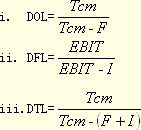 i. DOL= Tcm / Tcm - F
ii. DFL= EBIT / EBIT - I
iii. DTL= Tcm / Tcm - (F + I)